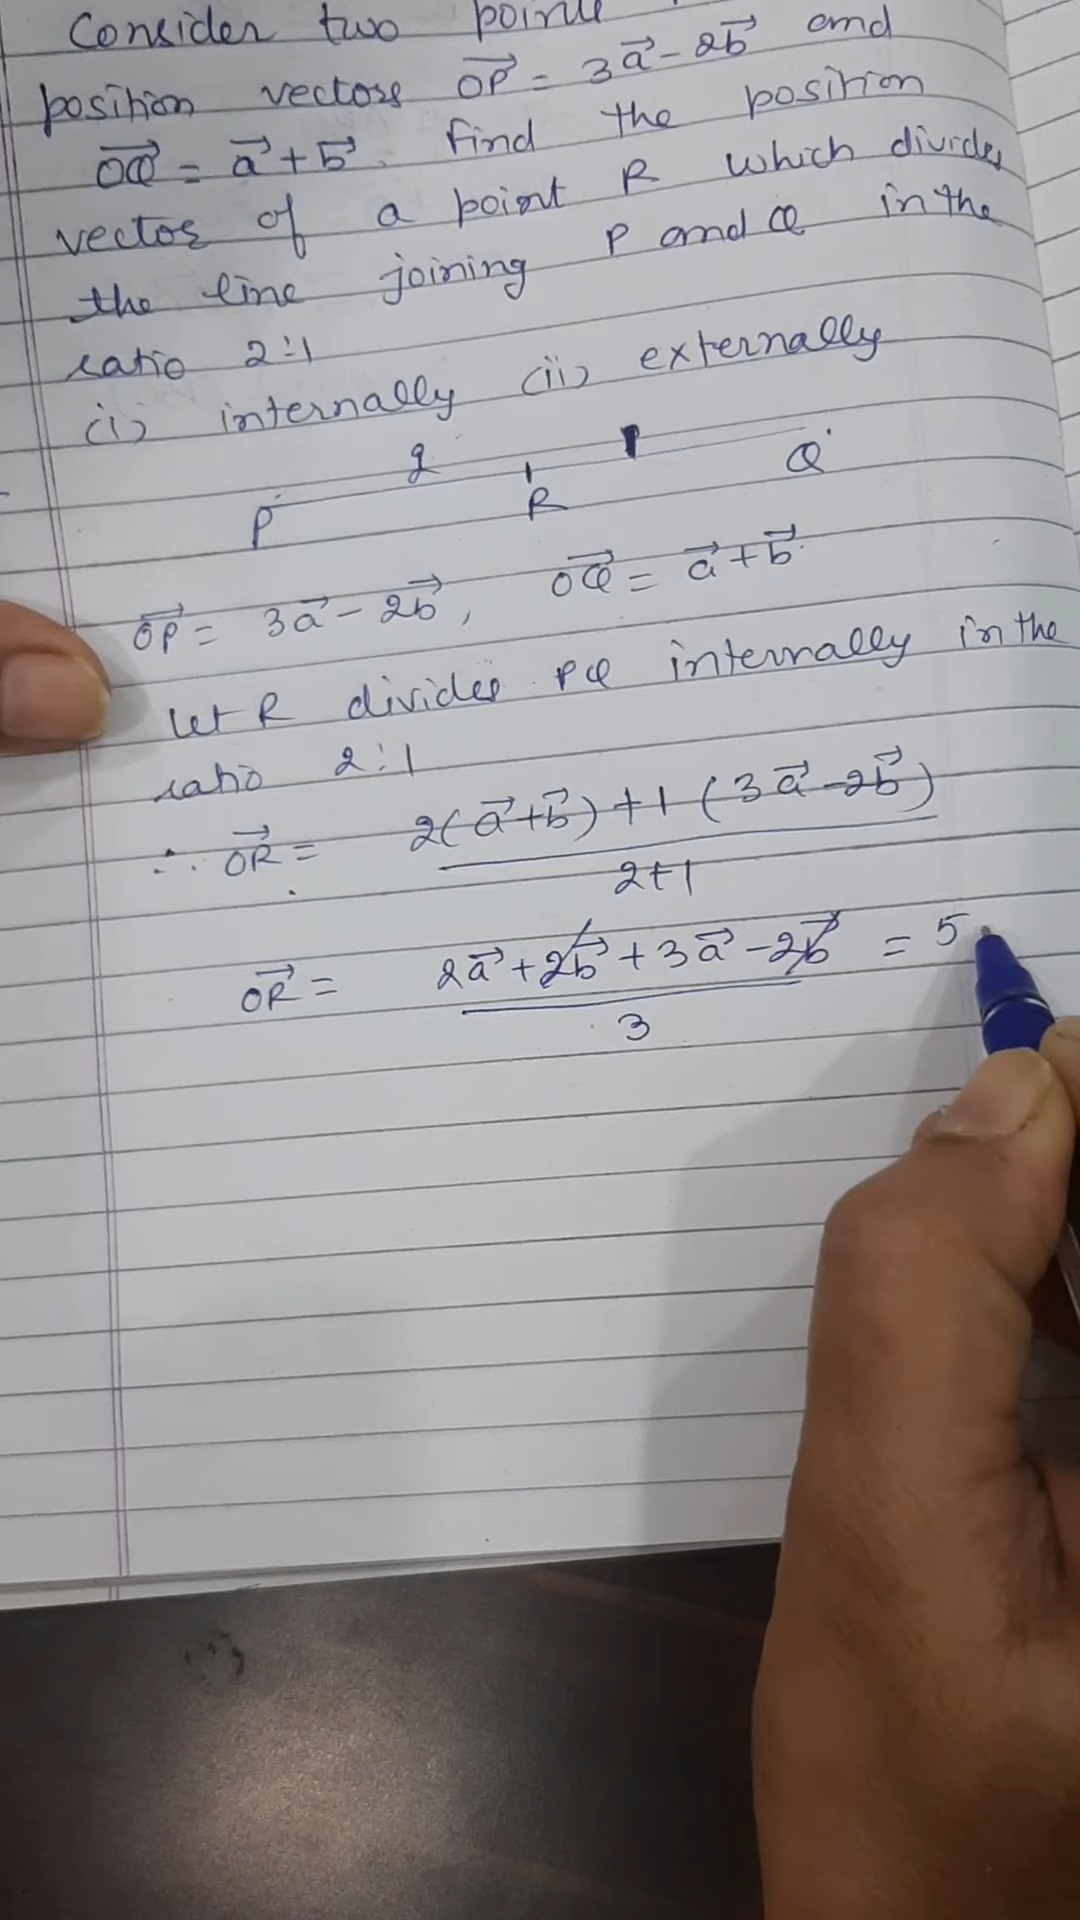 Consider two points
position vectors OP⃗ = 3a⃗ - 2b⃗ and
OQ⃗ = a⃗ + b⃗. Find the position
vector of a point R which divides
the line joining P and Q in the
ratio 2:1
(i) internally (ii) externally
2
P R Q
OP⃗ = 3a⃗ - 2b⃗, OQ⃗ = a⃗ + b⃗.
Let R divides PQ internally in the
ratio 2:1
∴ OR⃗ = 2(a⃗+b⃗)+1(3a⃗-2b⃗)
2+1
OR⃗ = 2a⃗+2b⃗+3a⃗-2b⃗ = 5
3